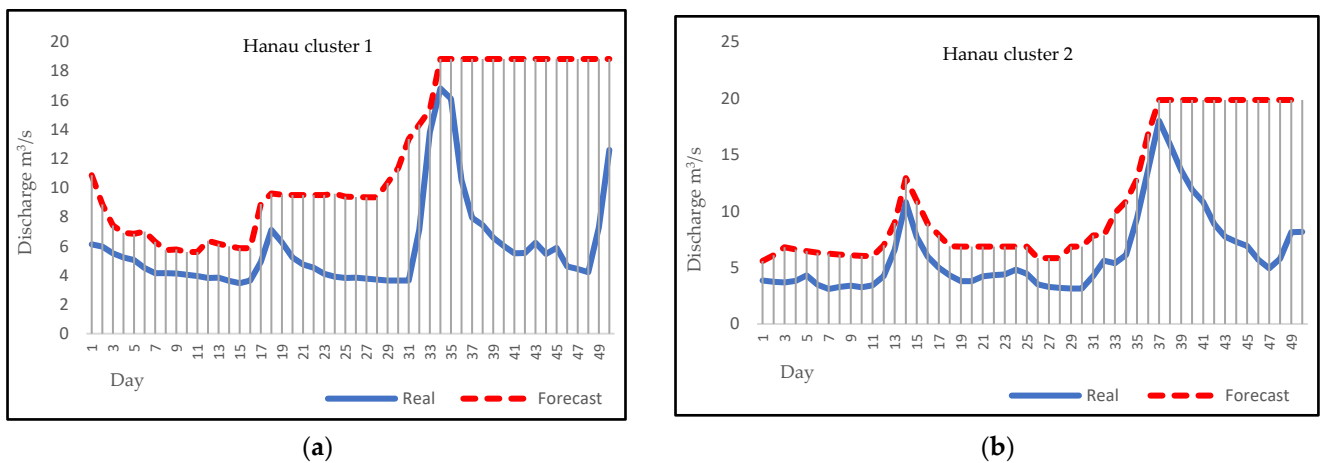 Hanau cluster 1
Discharge m³/s
20
18
16
14
12
10
8
6
4
2
0
1 3 5 7 9 11 13 15 17 19 21 23 25 27 29 31 33 35 37 39 41 43 45 47 49
Day
Real Forecast
(a)
Hanau cluster 2
Discharge m³/s
25
20
15
10
5
0
1 3 5 7 9 11 13 15 17 19 21 23 25 27 29 31 33 35 37 39 41 43 45 47 49
Day
Real Forecast
(b)